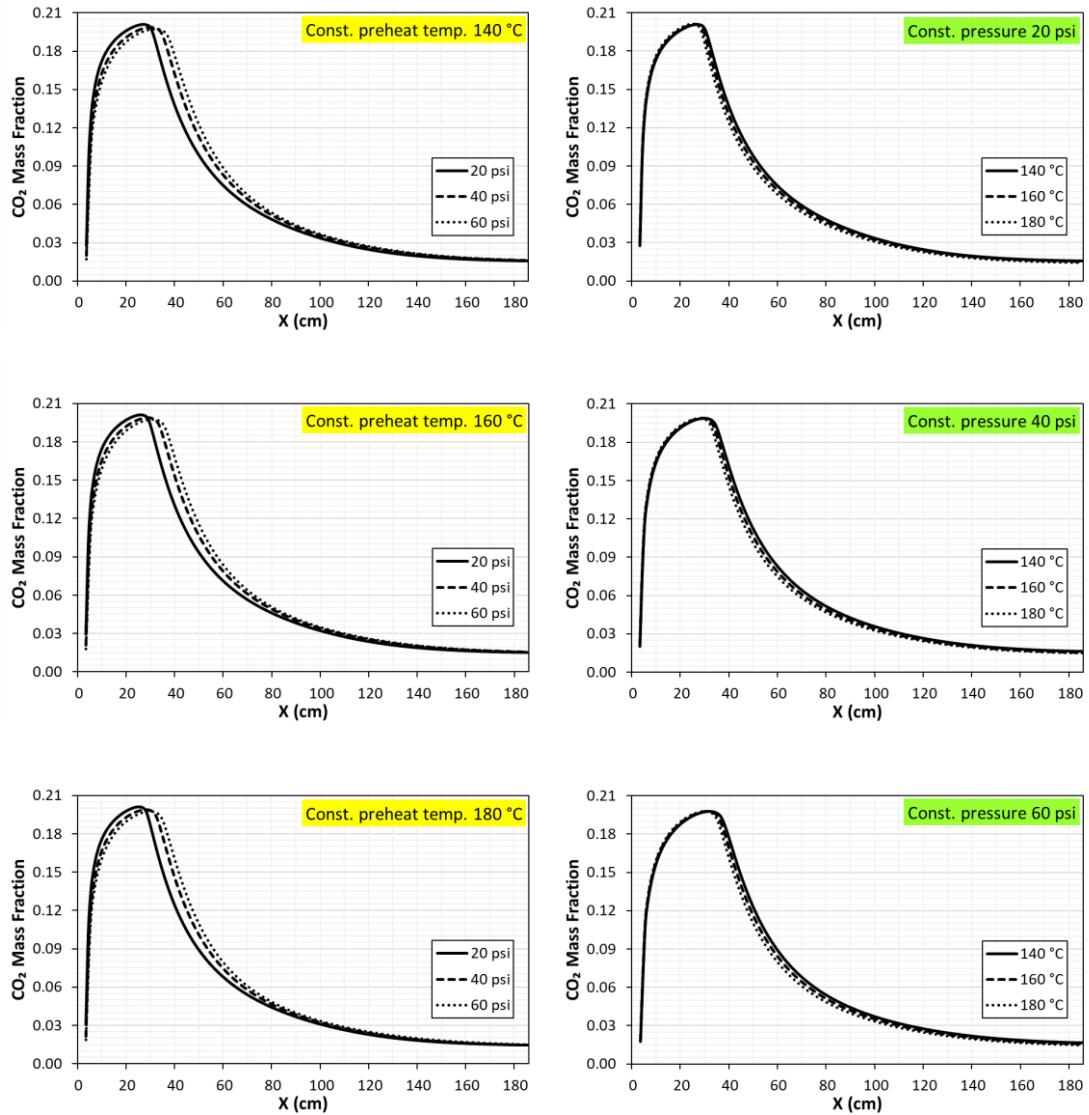 Const. preheat temp. 140 °C
CO₂ Mass Fraction
0.21
0.18
0.15
0.12
0.09
0.06
0.03
0.00
20 psi
40 psi
60 psi
0 20 40 60 80 100 120 140 160 180
X (cm)
Const. pressure 20 psi
CO₂ Mass Fraction
0.21
0.18
0.15
0.12
0.09
0.06
0.03
0.00
140 °C
160 °C
180 °C
0 20 40 60 80 100 120 140 160 180
X (cm)
Const. preheat temp. 160 °C
CO₂ Mass Fraction
0.21
0.18
0.15
0.12
0.09
0.06
0.03
0.00
20 psi
40 psi
60 psi
0 20 40 60 80 100 120 140 160 180
X (cm)
Const. pressure 40 psi
CO₂ Mass Fraction
0.21
0.18
0.15
0.12
0.09
0.06
0.03
0.00
140 °C
160 °C
180 °C
0 20 40 60 80 100 120 140 160 180
X (cm)
Const. preheat temp. 180 °C
CO₂ Mass Fraction
0.21
0.18
0.15
0.12
0.09
0.06
0.03
0.00
20 psi
40 psi
60 psi
0 20 40 60 80 100 120 140 160 180
X (cm)
Const. pressure 60 psi
CO₂ Mass Fraction
0.21
0.18
0.15
0.12
0.09
0.06
0.03
0.00
140 °C
160 °C
180 °C
0 20 40 60 80 100 120 140 160 180
X (cm)